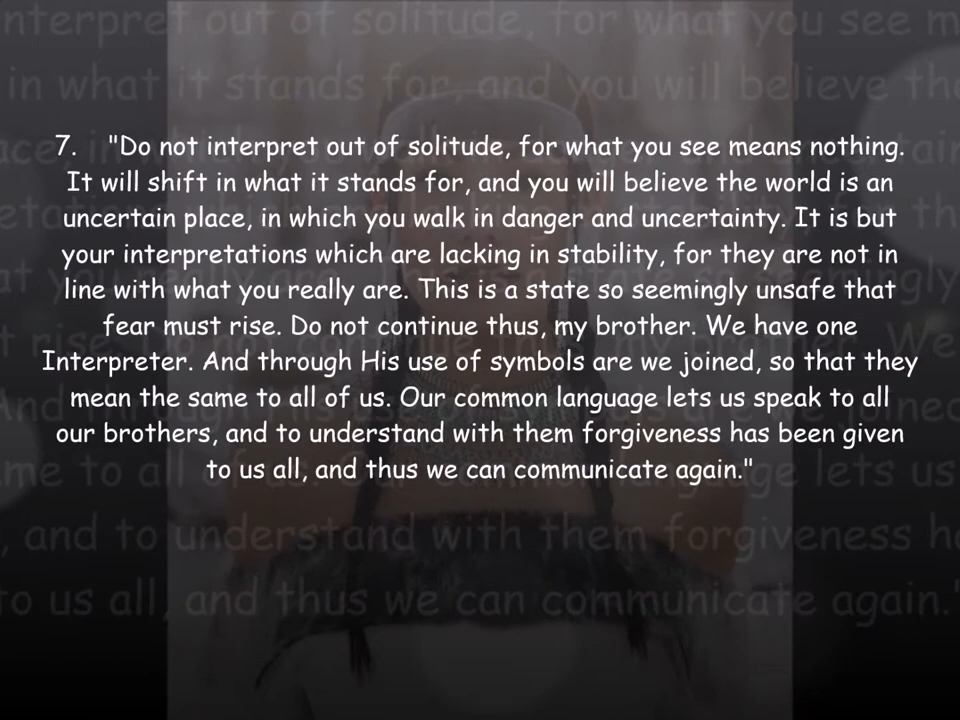 7. "Do not interpret out of solitude, for what you see means nothing.
It will shift in what it stands for, and you will believe the world is an
uncertain place, in which you walk in danger and uncertainty. It is but
your interpretations which are lacking in stability, for they are not in
line with what you really are. This is a state so seemingly unsafe that
fear must rise. Do not continue thus, my brother. We have one
Interpreter. And through His use of symbols are we joined, so that they
mean the same to all of us. Our common language lets us speak to all
our brothers, and to understand with them forgiveness has been given
to us all, and thus we can communicate again."